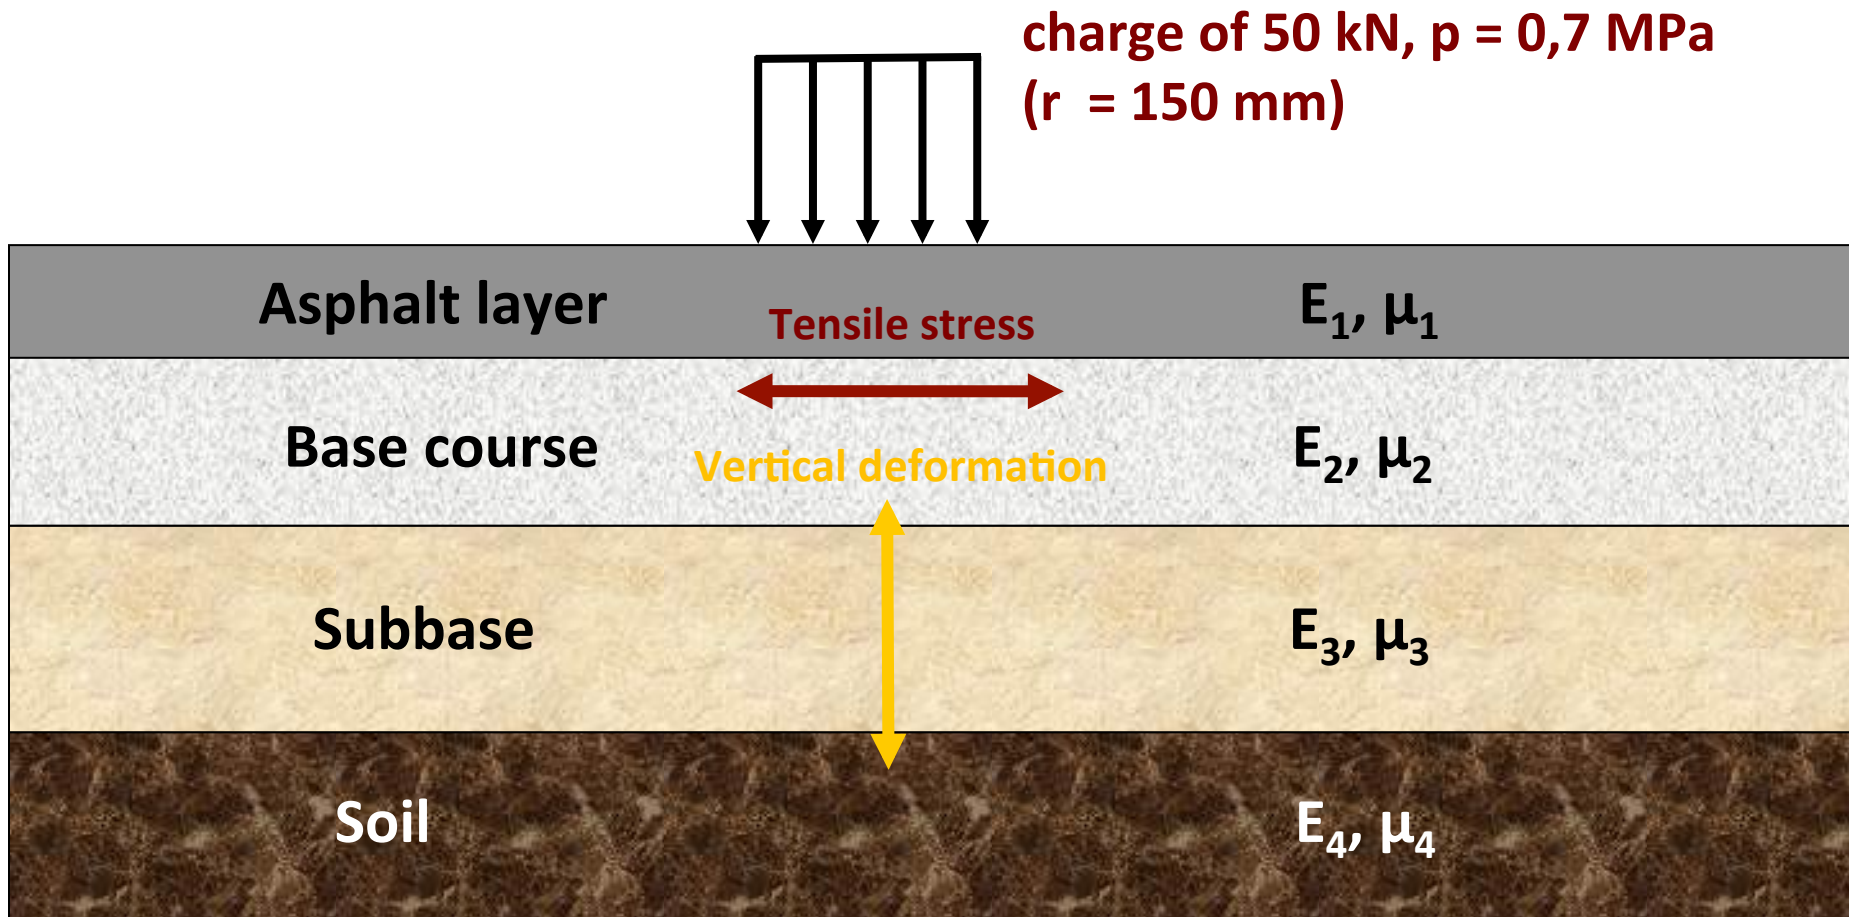 charge of 50 kN, p = 0,7 MPa
(r = 150 mm)
Asphalt layer
Tensile stress
E₁, μ₁
Base course
Vertical deformation
E₂, μ₂
Subbase
E₃, μ₃
Soil
E₄, μ₄